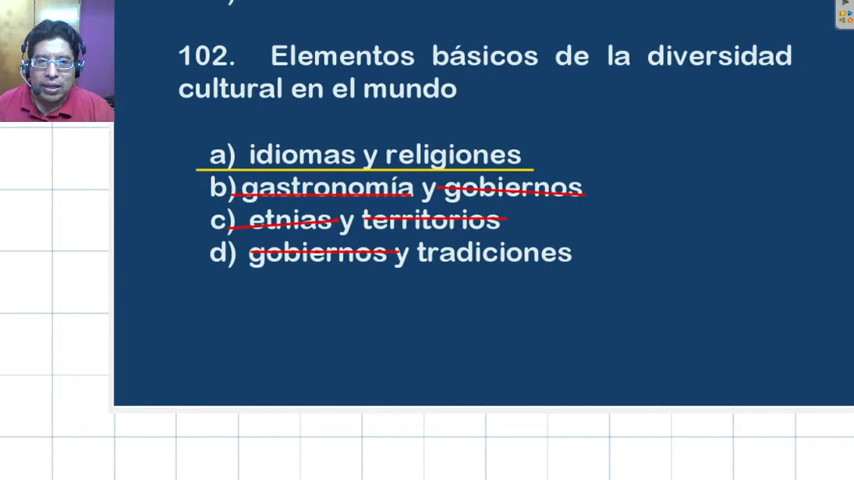 102. Elementos básicos de la diversidad
cultural en el mundo
a) idiomas y religiones
b) gastronomía y gobiernos
c) etnias y territorios
d) gobiernos y tradiciones